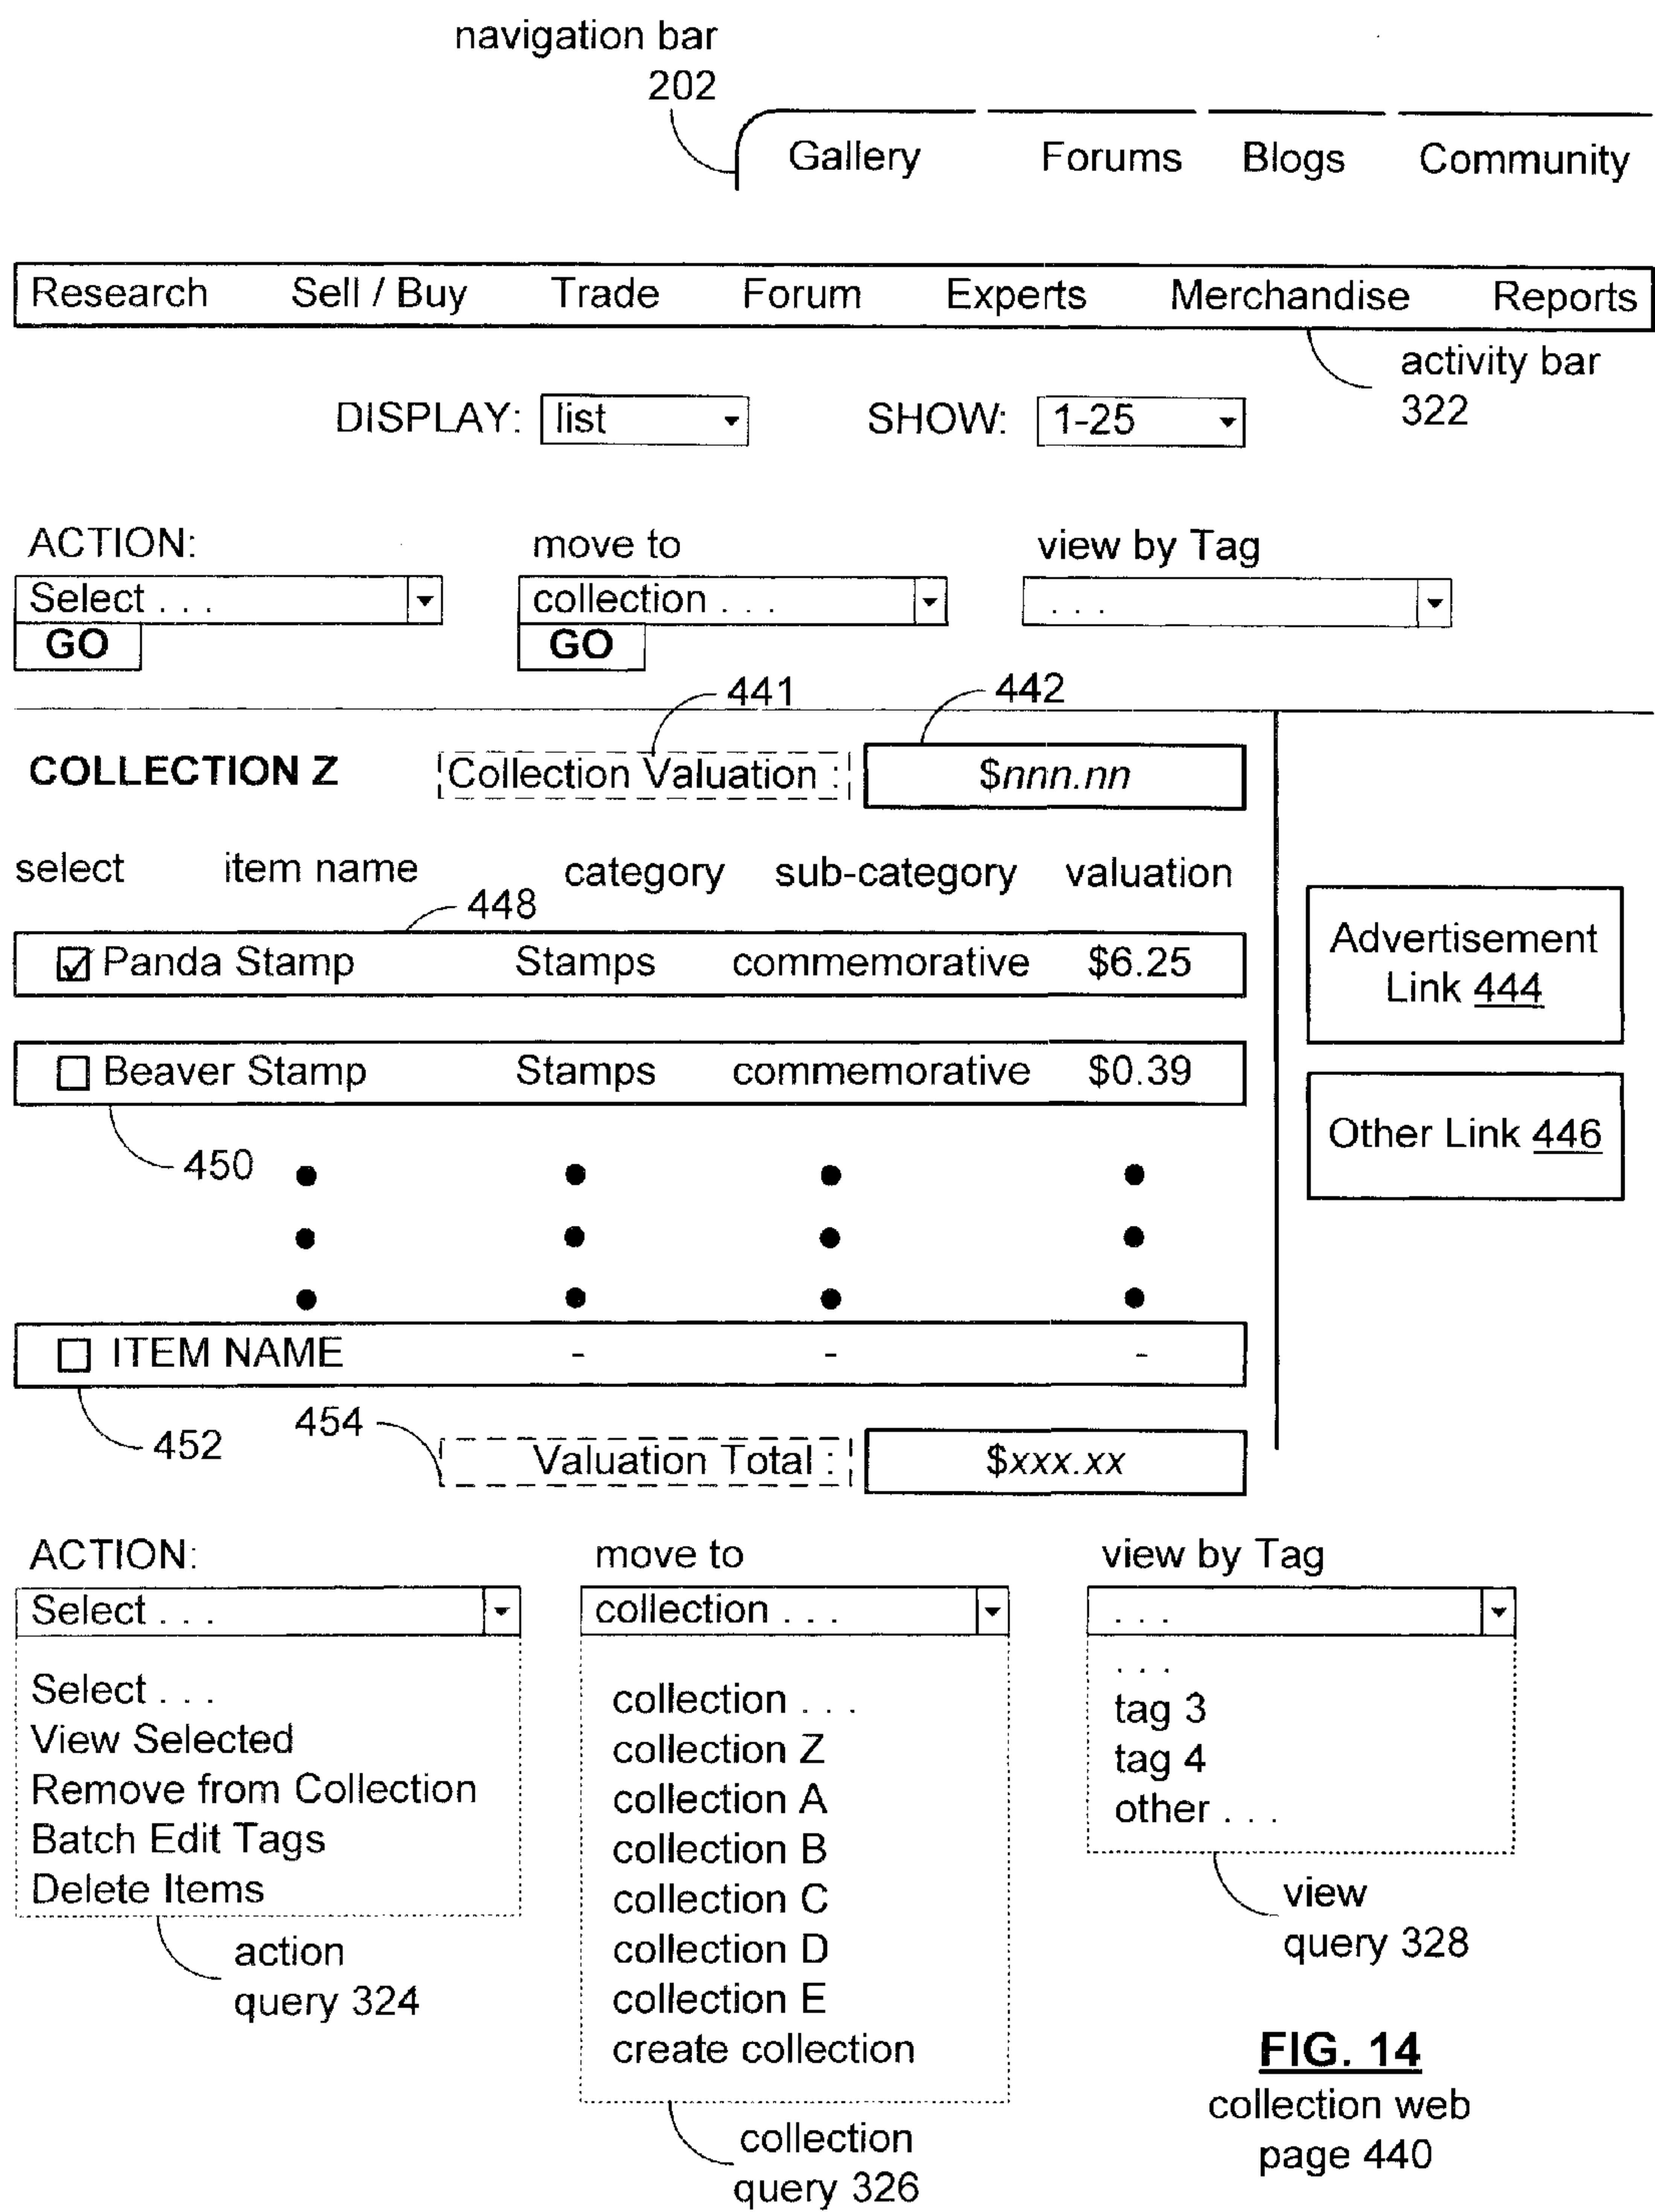 navigation bar
202
Gallery Forums Blogs Community
Research Sell / Buy Trade Forum Experts Merchandise Reports
activity bar
322
DISPLAY: list SHOW: 1-25
ACTION: move to view by Tag
Select . . . collection . . . . . .
GO GO
441 442
COLLECTION Z Collection Valuation : $nnn.nn
select item name category sub-category valuation
448
Panda Stamp Stamps commemorative $6.25
Advertisement
Link 444
Beaver Stamp Stamps commemorative $0.39
Other Link 446
450
ITEM NAME - - -
452
454
Valuation Total : $xxx.xx
ACTION: move to view by Tag
Select . . . collection . . . . . .
Select . . .
View Selected
Remove from Collection
Batch Edit Tags
Delete Items
action
query 324
collection . . .
collection Z
collection A
collection B
collection C
collection D
collection E
create collection
collection
query 326
. . .
tag 3
tag 4
other . . .
view
query 328
FIG. 14
collection web
page 440